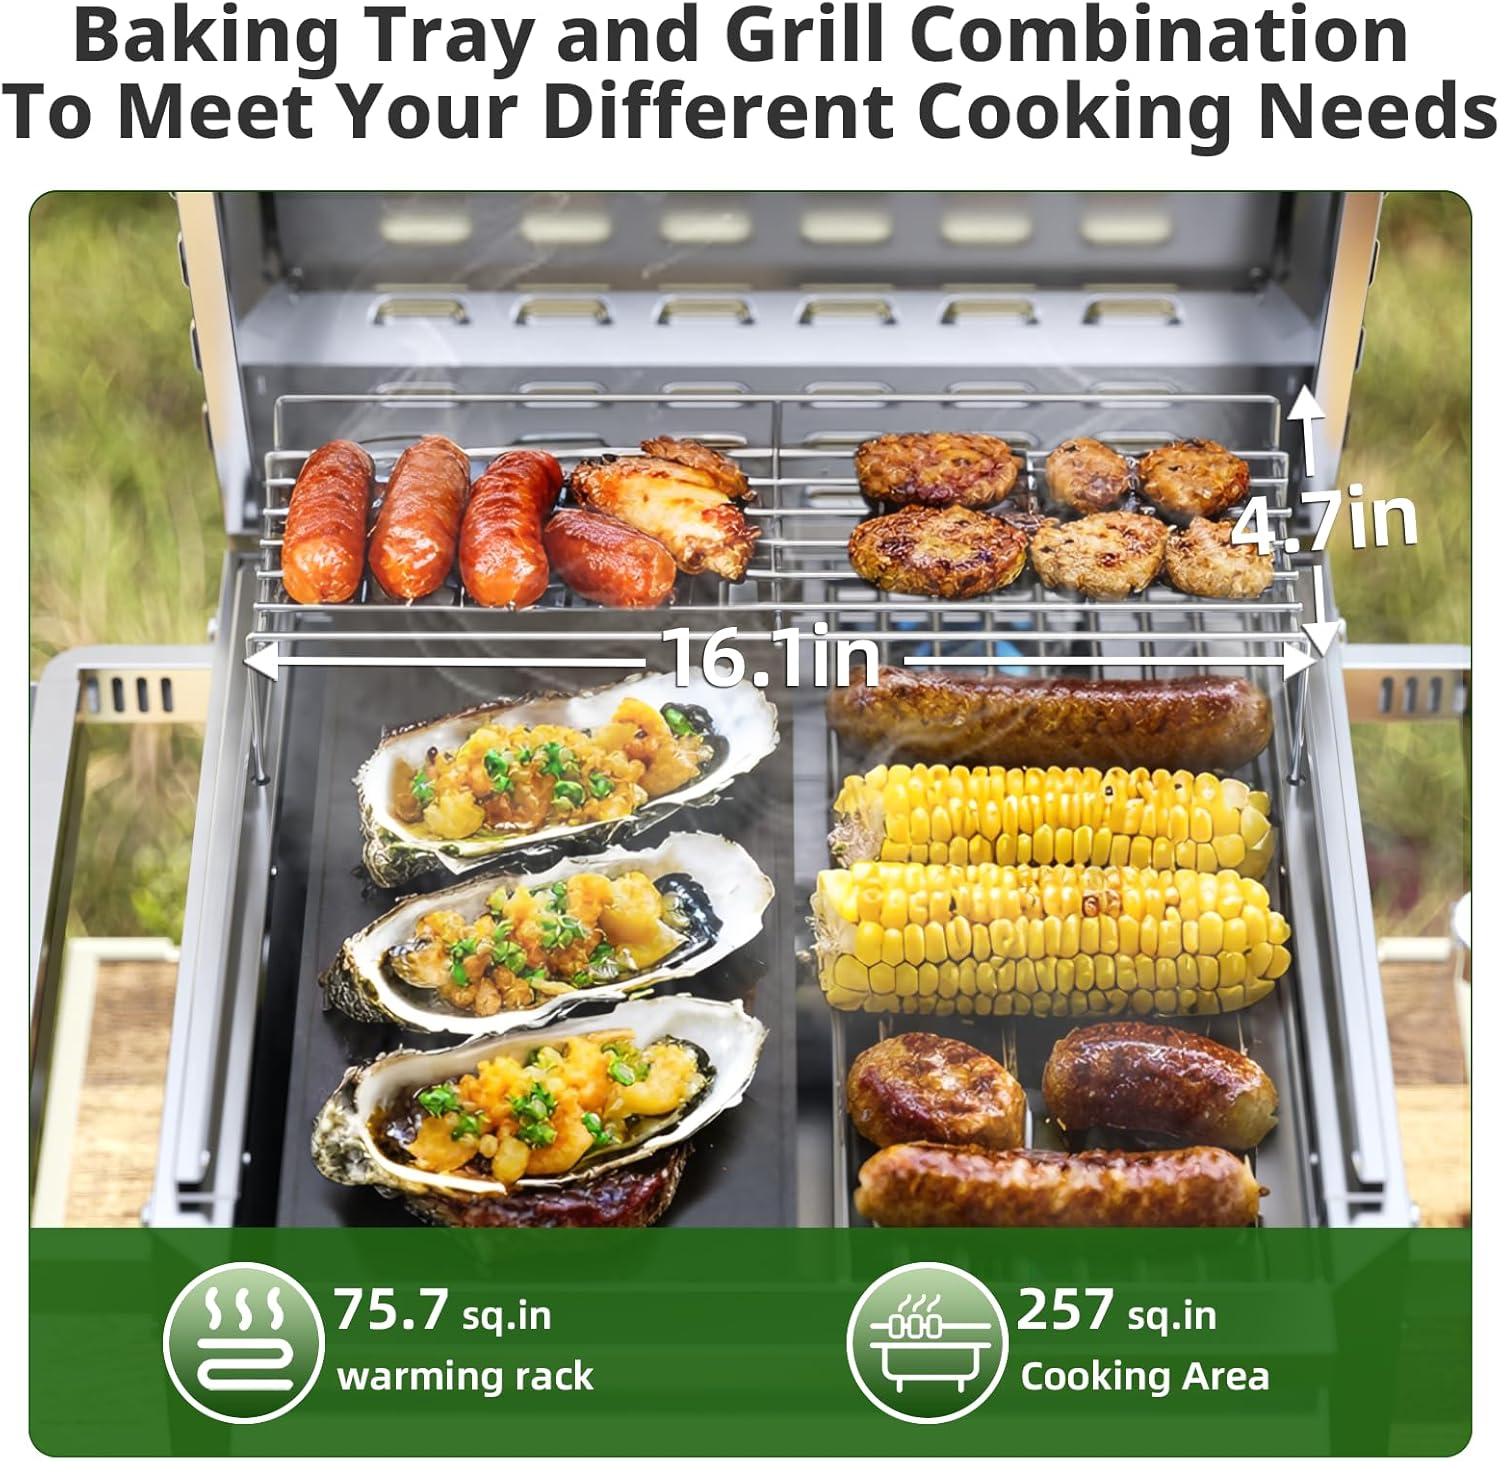 Baking Tray and Grill Combination
To Meet Your Different Cooking Needs
4.7in
16.1in
75.7 sq.in
warming rack
257 sq.in
Cooking Area